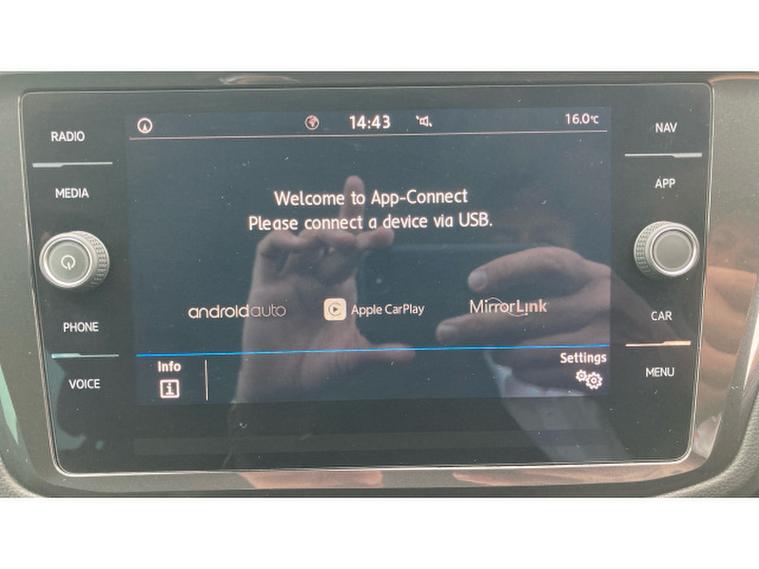 RADIO
MEDIA
PHONE
VOICE
14:43
16.0°C
Welcome to App-Connect
Please connect a device via USB.
androidauto
Apple CarPlay
MirrorLink
Info
i
Settings
NAV
APP
CAR
MENU